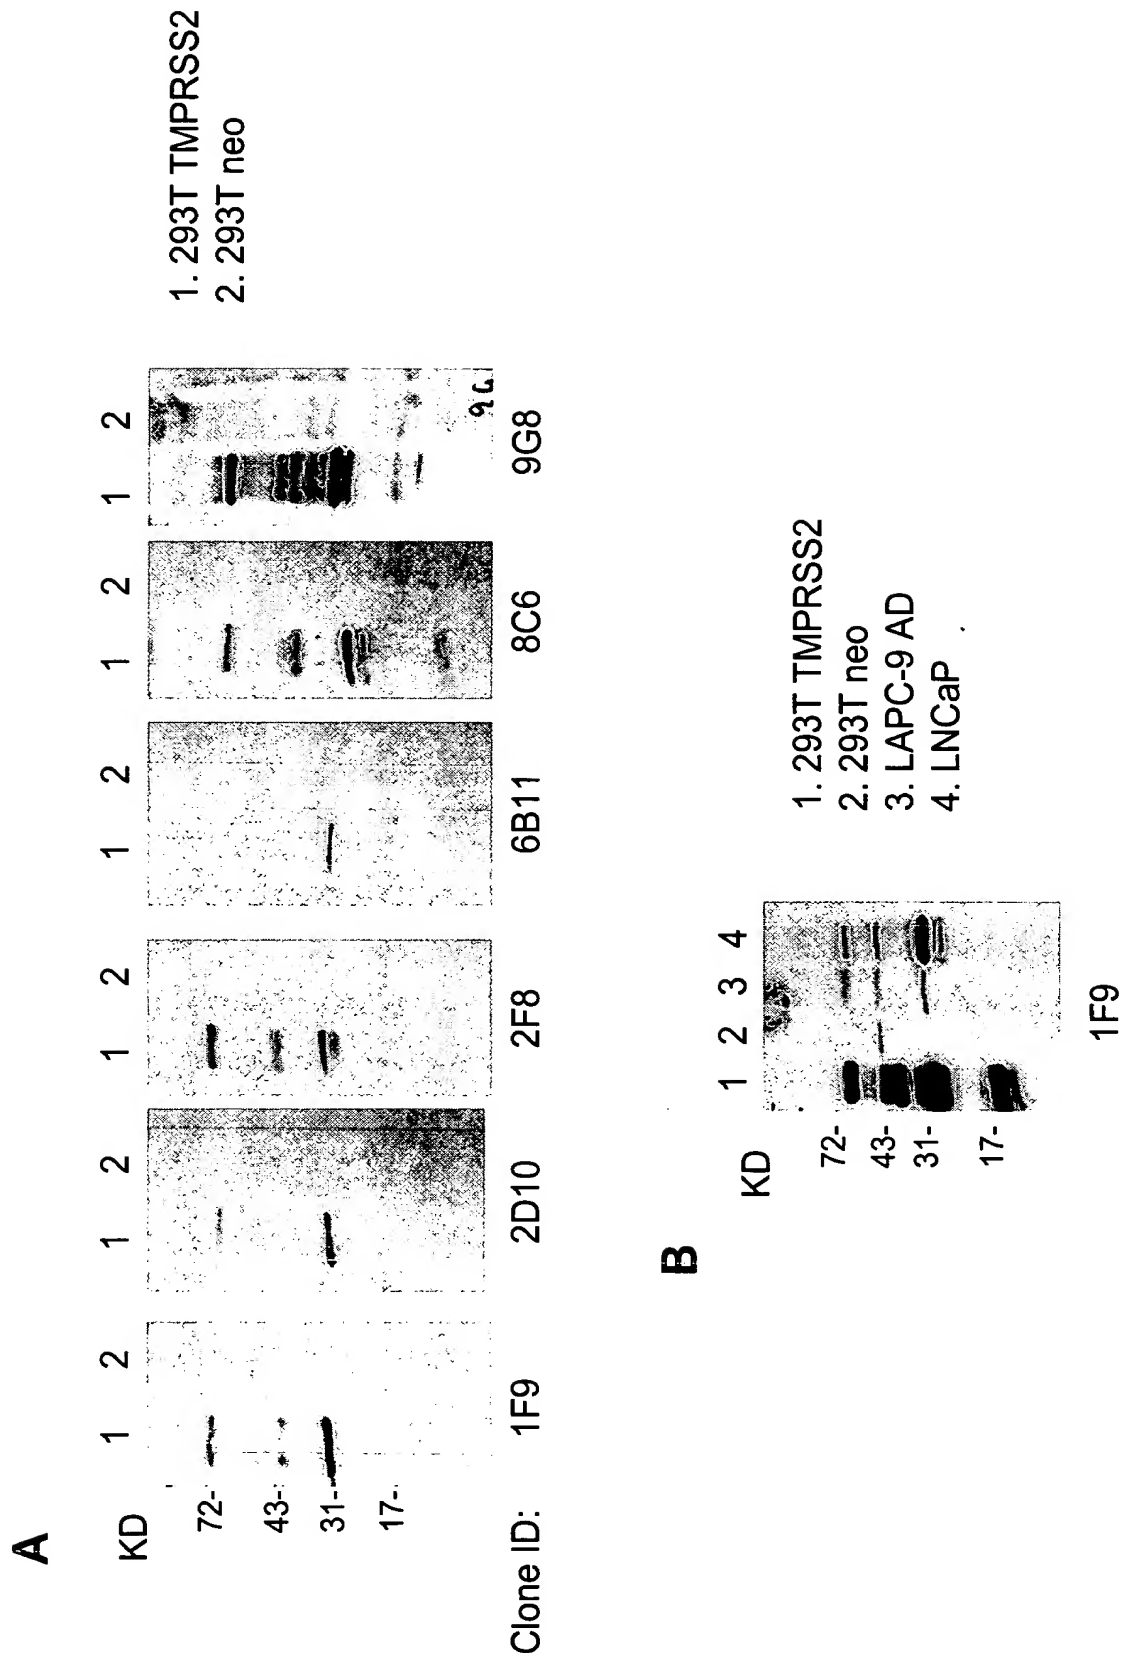 A
KD
1 2 1 2 1 2 1 2 1 2 1 2
72-
43-
31-
17-
Clone ID: 1F9 2D10 2F8 6B11 8C6 9G8
1. 293T TMPRSS2
2. 293T neo
B
KD
1 2 3 4
72-
43-
31-
17-
1F9
1. 293T TMPRSS2
2. 293T neo
3. LAPC-9 AD
4. LNCaP